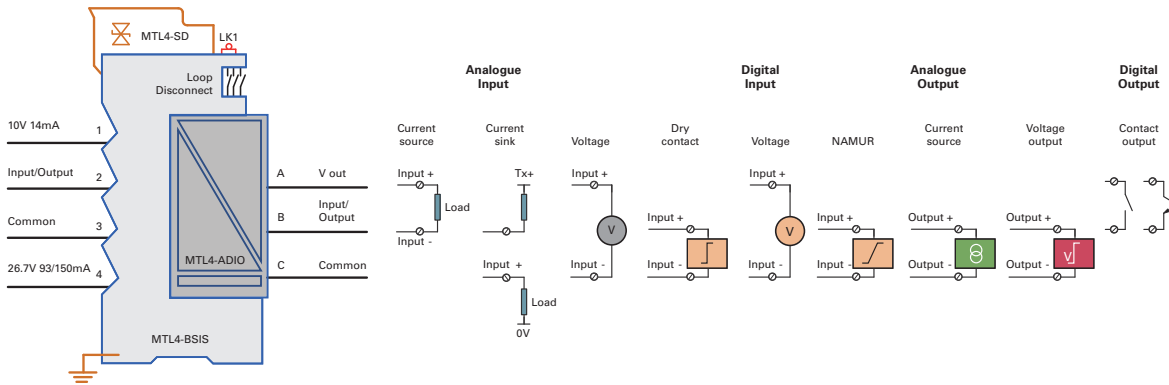 MTL4-SD
LK1
Loop
Disconnect
10V 14mA
1
Input/Output
2
Common
3
26.7V 93/150mA
4
MTL4-ADIO
MTL4-BSIS
A
V out
B
Input/
Output
C
Common
Analogue
Input
Current
source
Input +
Load
Input -
Current
sink
Tx+
Input +
Load
0V
Voltage
Input +
V
Input -
Digital
Input
Dry
contact
Input +
Input -
Voltage
Input +
V
Input -
NAMUR
Input +
Input -
Analogue
Output
Current
source
Output +
Output -
Voltage
output
Output +
V
Output -
Digital
Output
Contact
output